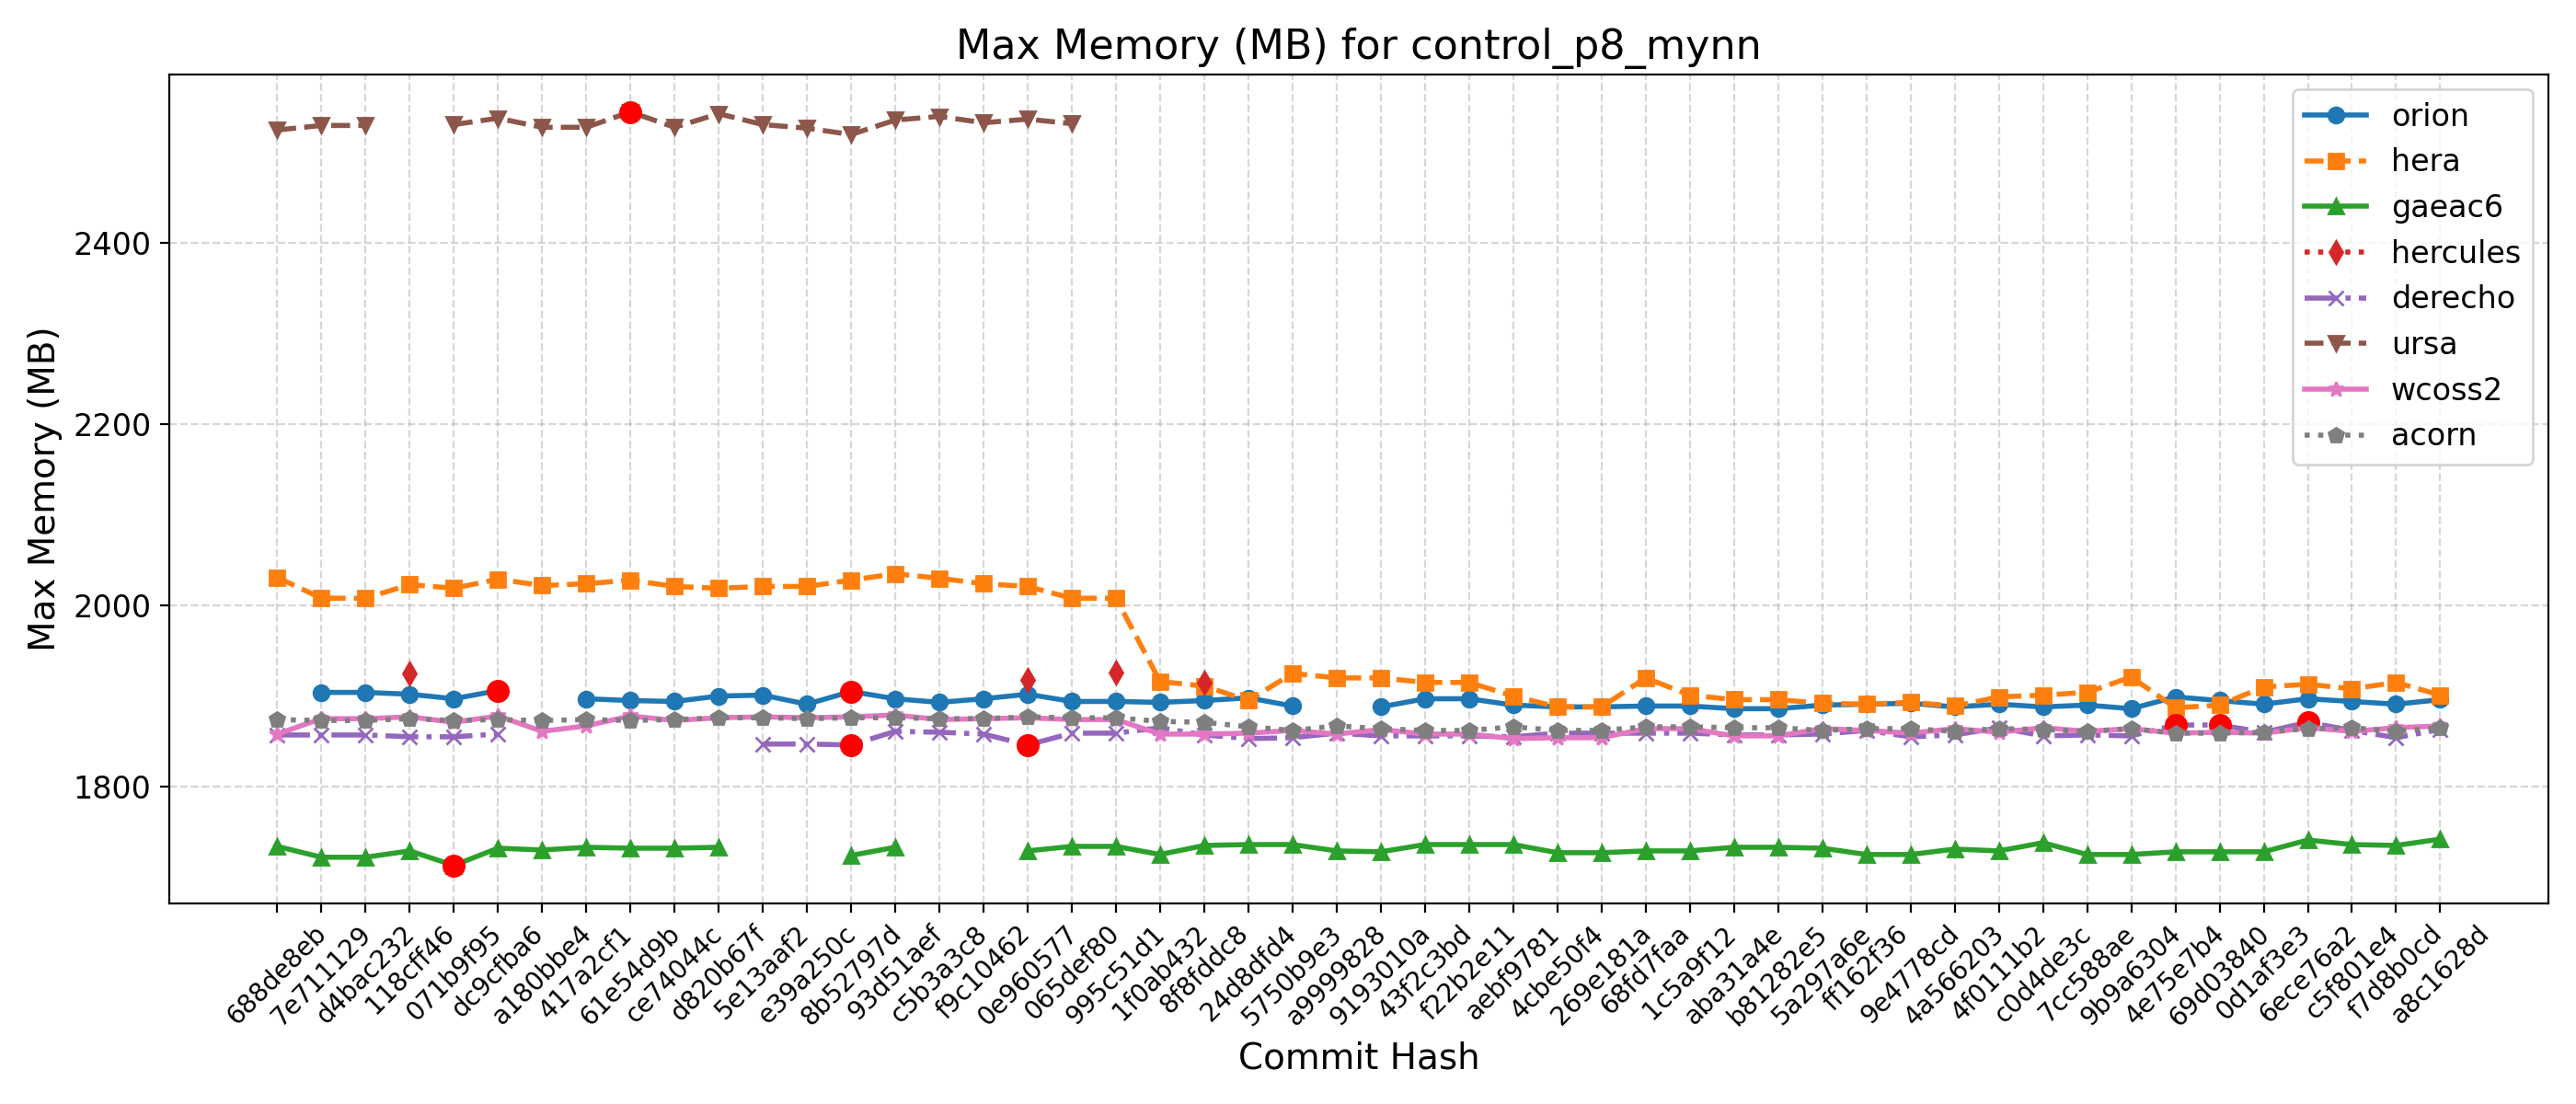 Max Memory (MB) for control_p8_mynn
Max Memory (MB)
2400
2200
2000
1800
orion
hera
gaeac6
hercules
derecho
ursa
wcoss2
acorn
688de8eb
7e711129
d4bac232
118cff46
071b9f95
dc9cfba6
a180bbe4
417a2cf1
61e54d9b
ce74044c
d820b67f
5e13aaf2
e39a250c
8b52797d
93d51aef
c5b3a3c8
f9c10462
0e960577
065def80
995c51d1
1f0ab432
8f8fddc8
24d8dfd4
5750b9e3
a9999828
9193010a
43f2c3bd
f22b2e11
aebf9781
4cbe50f4
269e181a
68fd7faa
1c5a9f12
aba31a4e
b81282e5
5a297a6e
ff162f36
9e4778cd
4a566203
4f0111b2
c0d4de3c
7cc588ae
9b9a6304
4e75e7b4
69d03840
0d1af3e3
6ece76a2
c5f801e4
f7d8b0cd
a8c1628d
Commit Hash